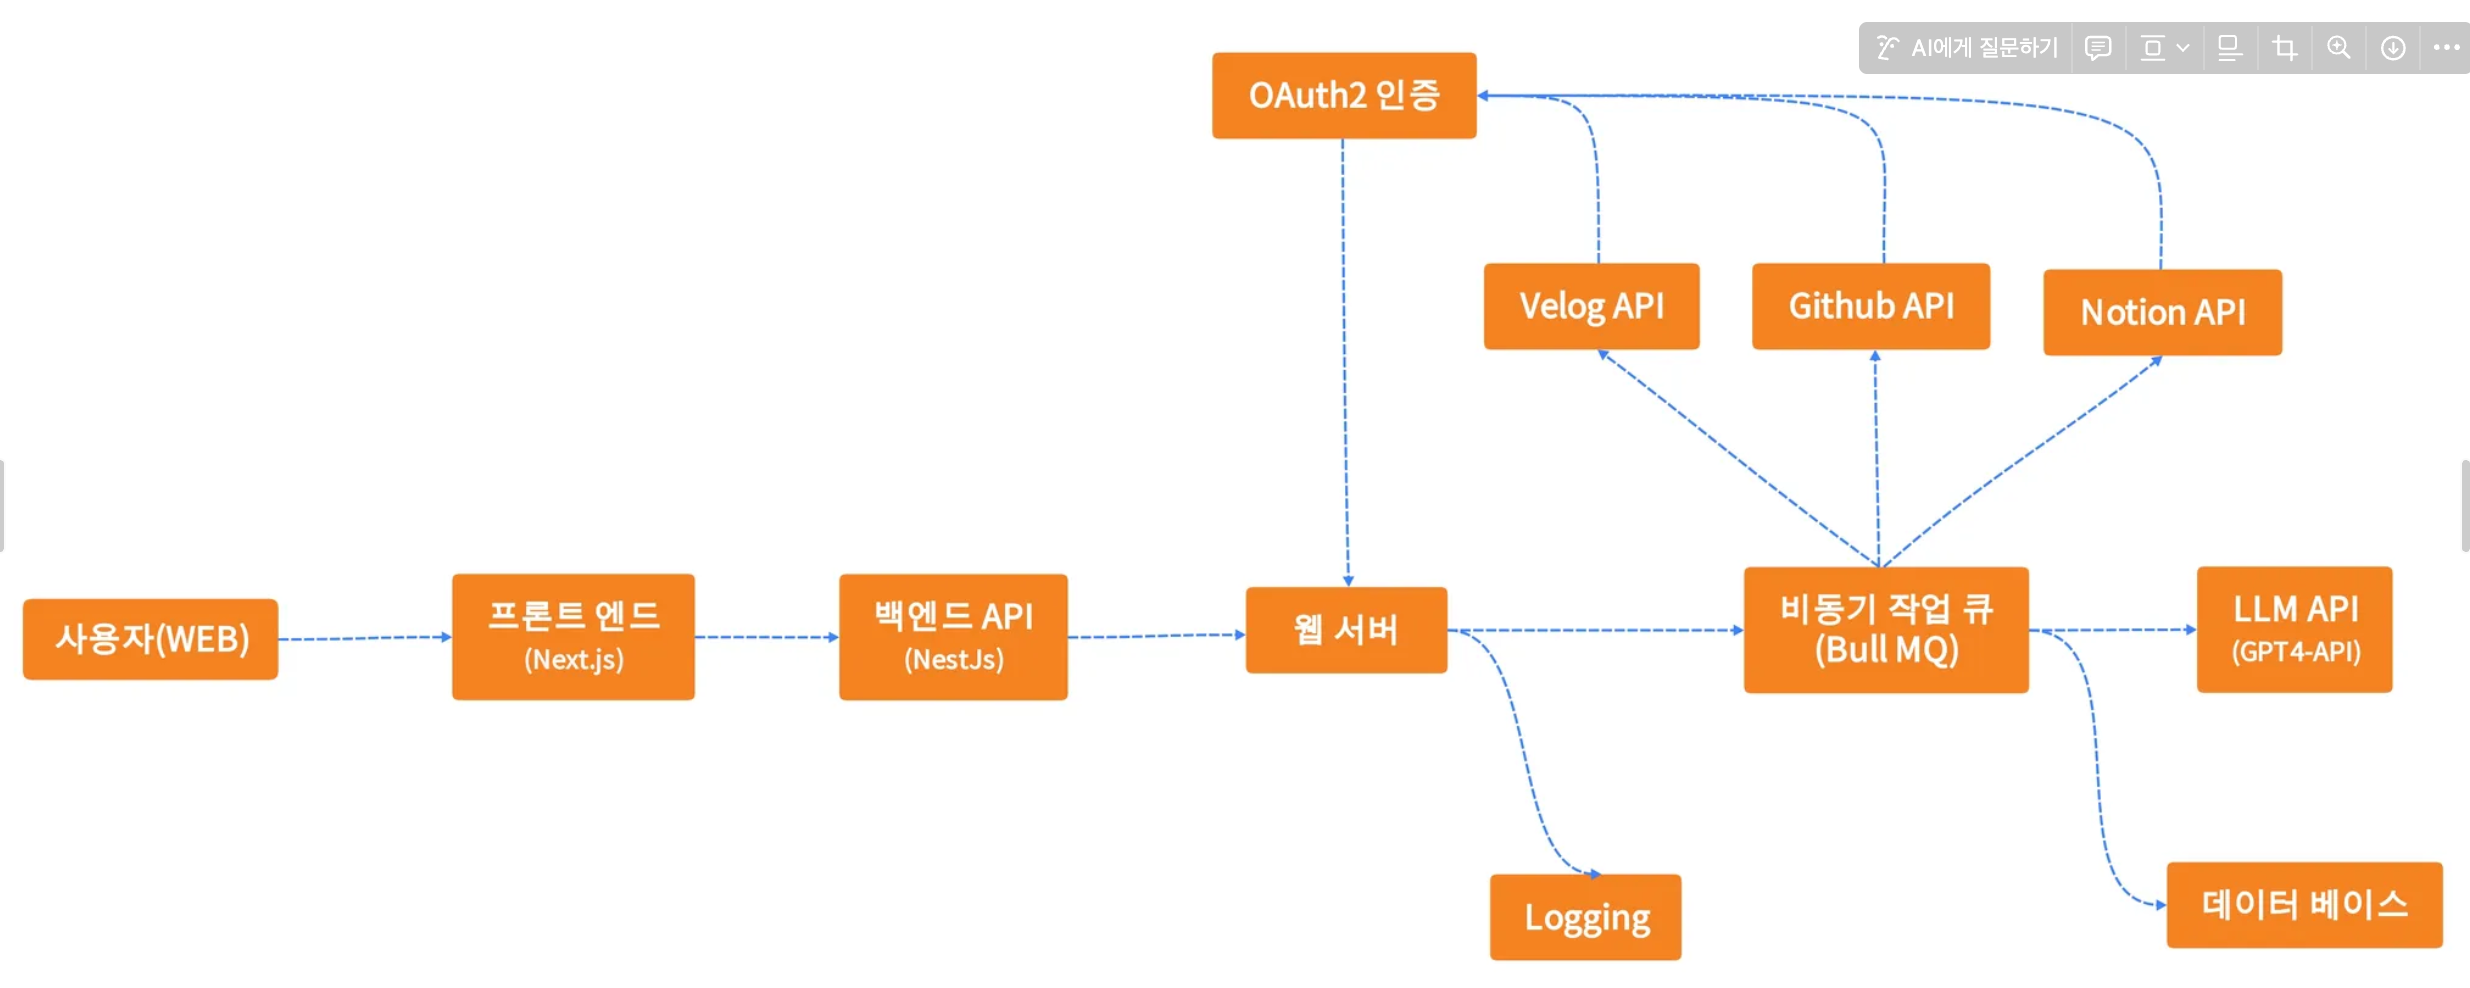 AI에게 질문하기
OAuth2 인증
Velog API
Github API
Notion API
사용자(WEB)
프론트 엔드
(Next.js)
백엔드 API
(NestJs)
웹 서버
비동기 작업 큐
(Bull MQ)
LLM API
(GPT4-API)
Logging
데이터 베이스